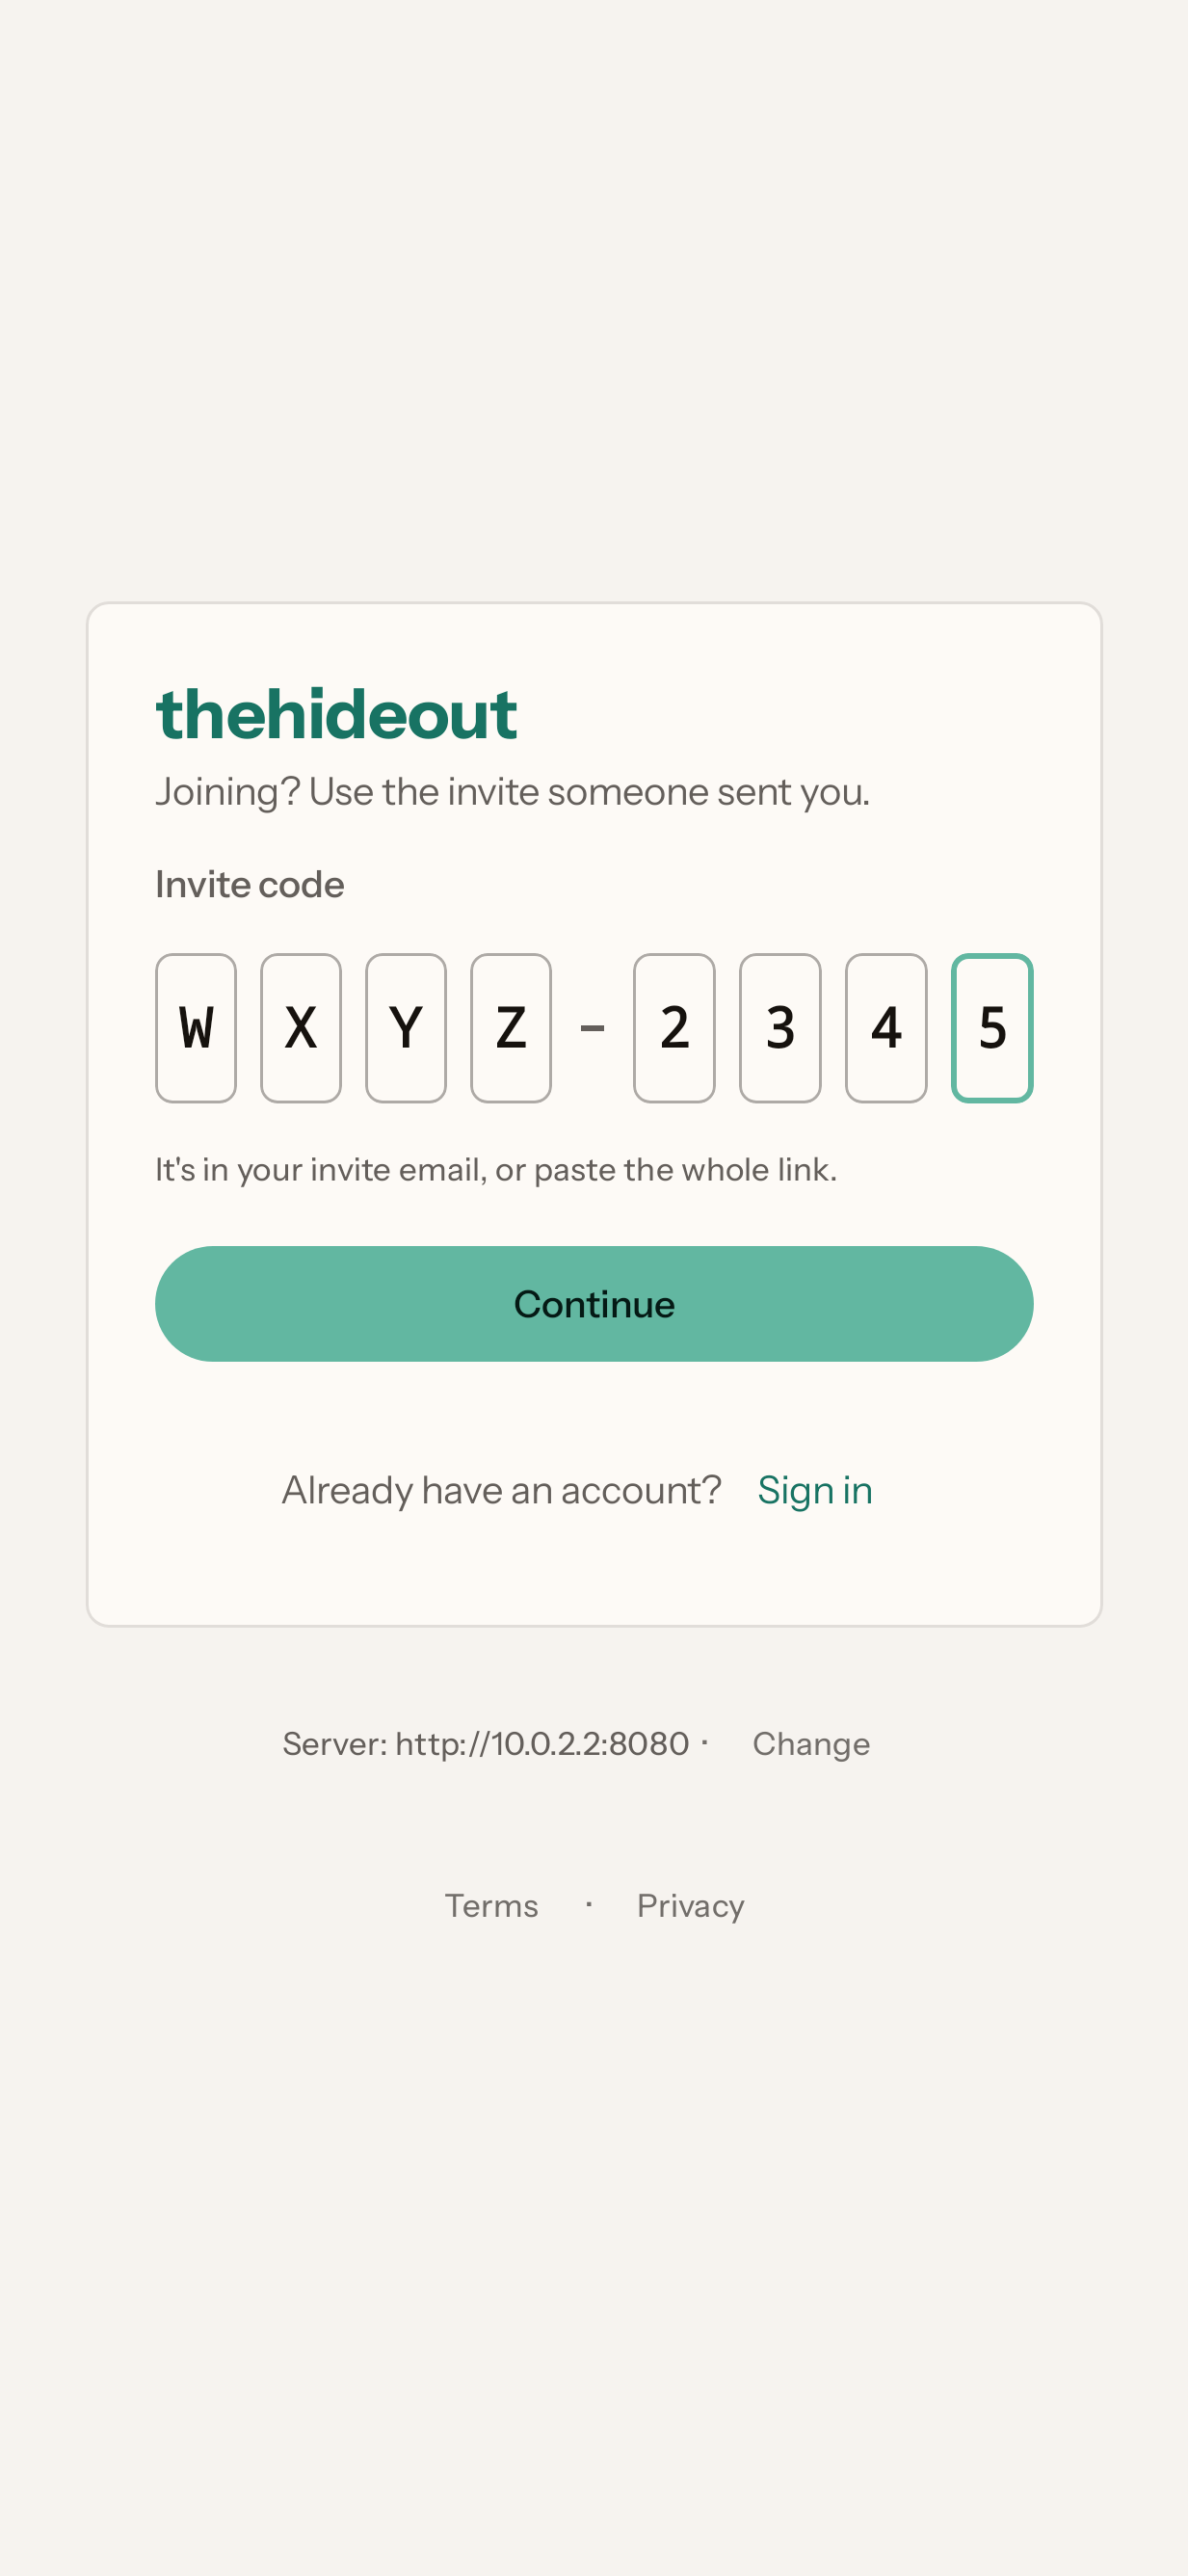 thehideout
Joining? Use the invite someone sent you.
Invite code
W X Y Z - 2 3 4 5
It's in your invite email, or paste the whole link.
Continue
Already have an account? Sign in
Server: http://10.0.2.2:8080 · Change
Terms · Privacy